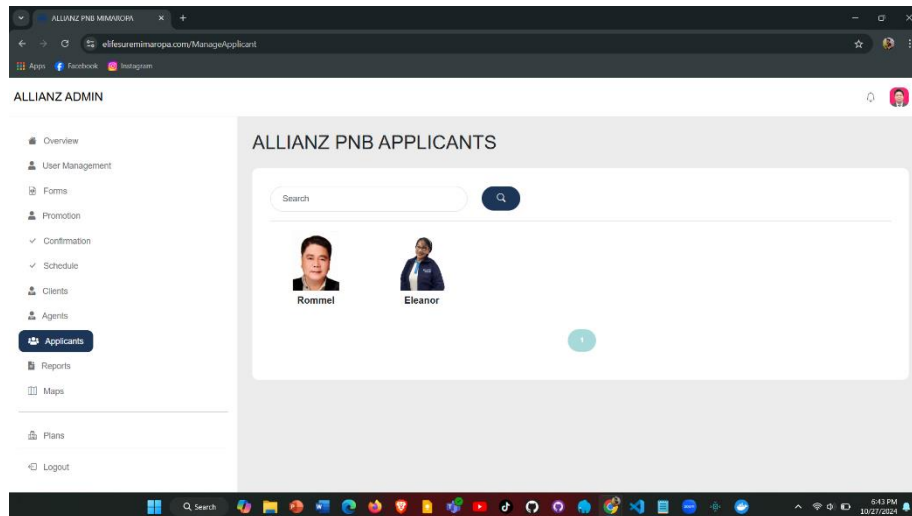 ALLIANZ PNB MIMAROPA
elifesuremimaropa.com/ManageApplicant
Apps Facebook Instagram
ALLIANZ ADMIN
Overview
User Management
Forms
Promotion
Confirmation
Schedule
Clients
Agents
Applicants
Reports
Maps
Plans
Logout
ALLIANZ PNB APPLICANTS
Search
Rommel Eleanor
1
Search
6:43 PM
10/27/2024